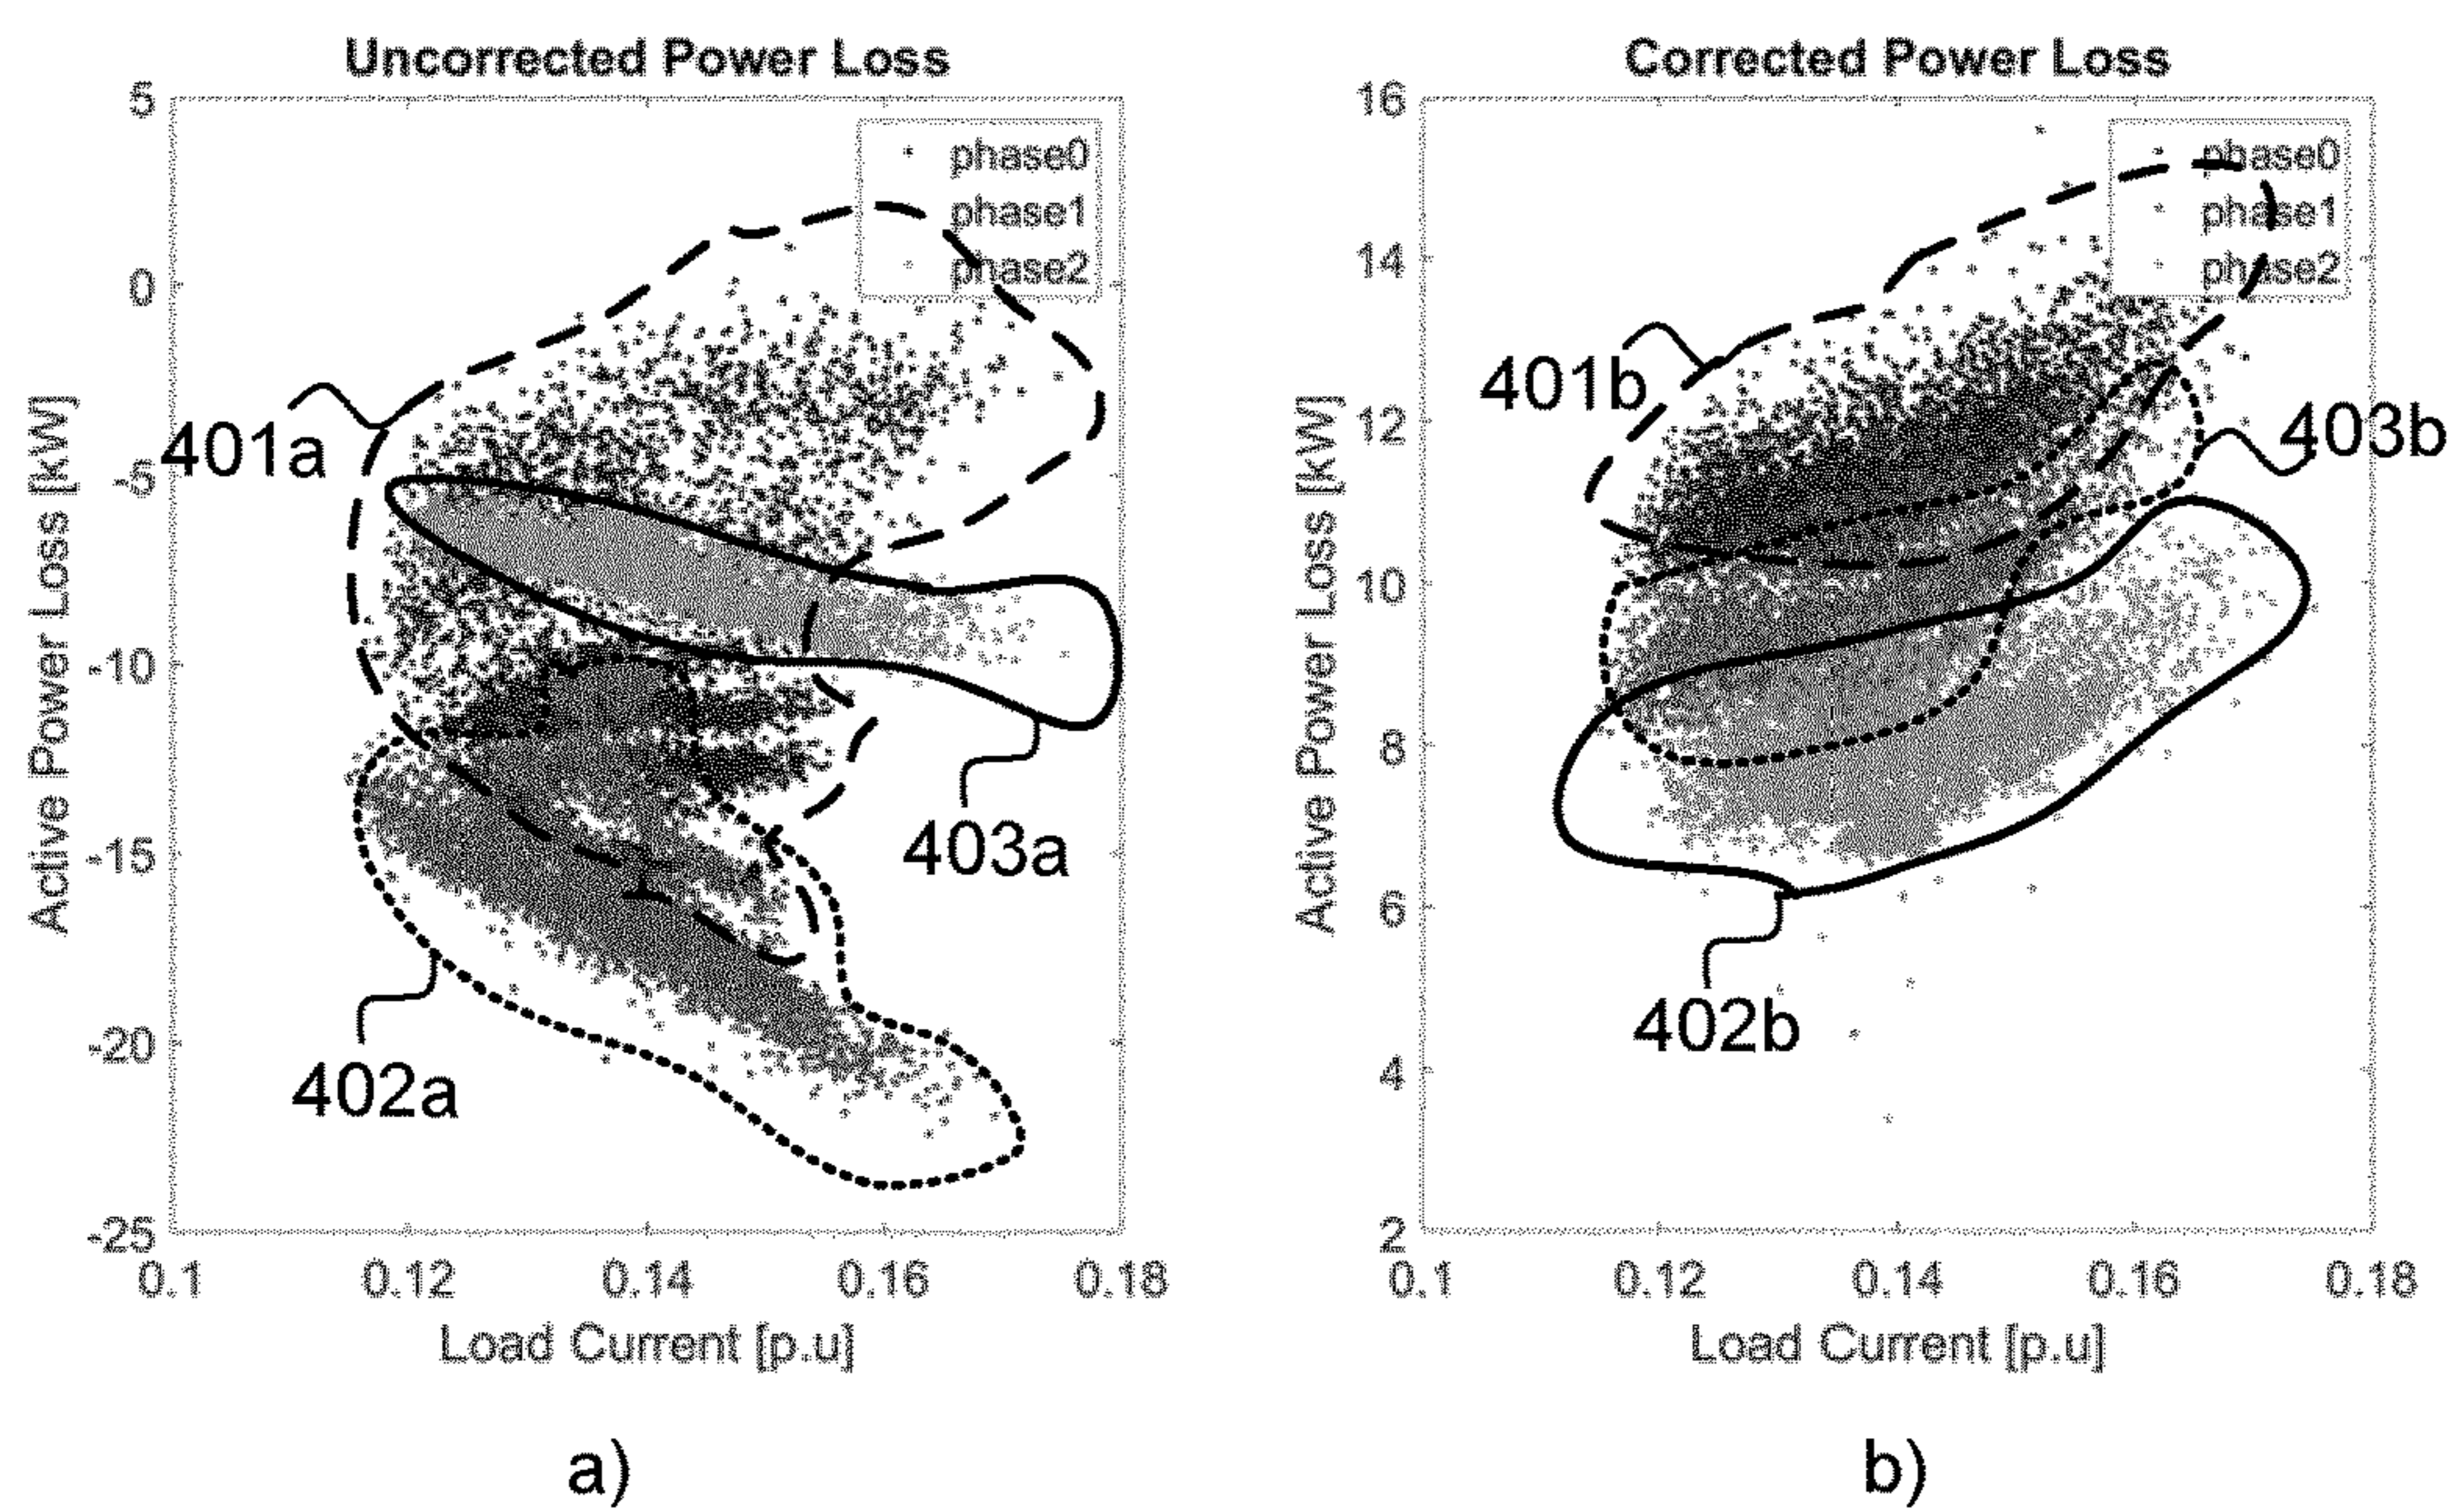 Uncorrected Power Loss
5
0
-5
-10
-15
-20
-25
0.1
0.12
0.14
0.16
0.18
Active Power Loss [kW]
Load Current [p.u]
phase0
phase1
phase2
401a
402a
403a
a)
Corrected Power Loss
16
14
12
10
8
6
4
2
0.1
0.12
0.14
0.16
0.18
Active Power Loss [kW]
Load Current [p.u]
phase0
phase1
phase2
401b
403b
402b
b)